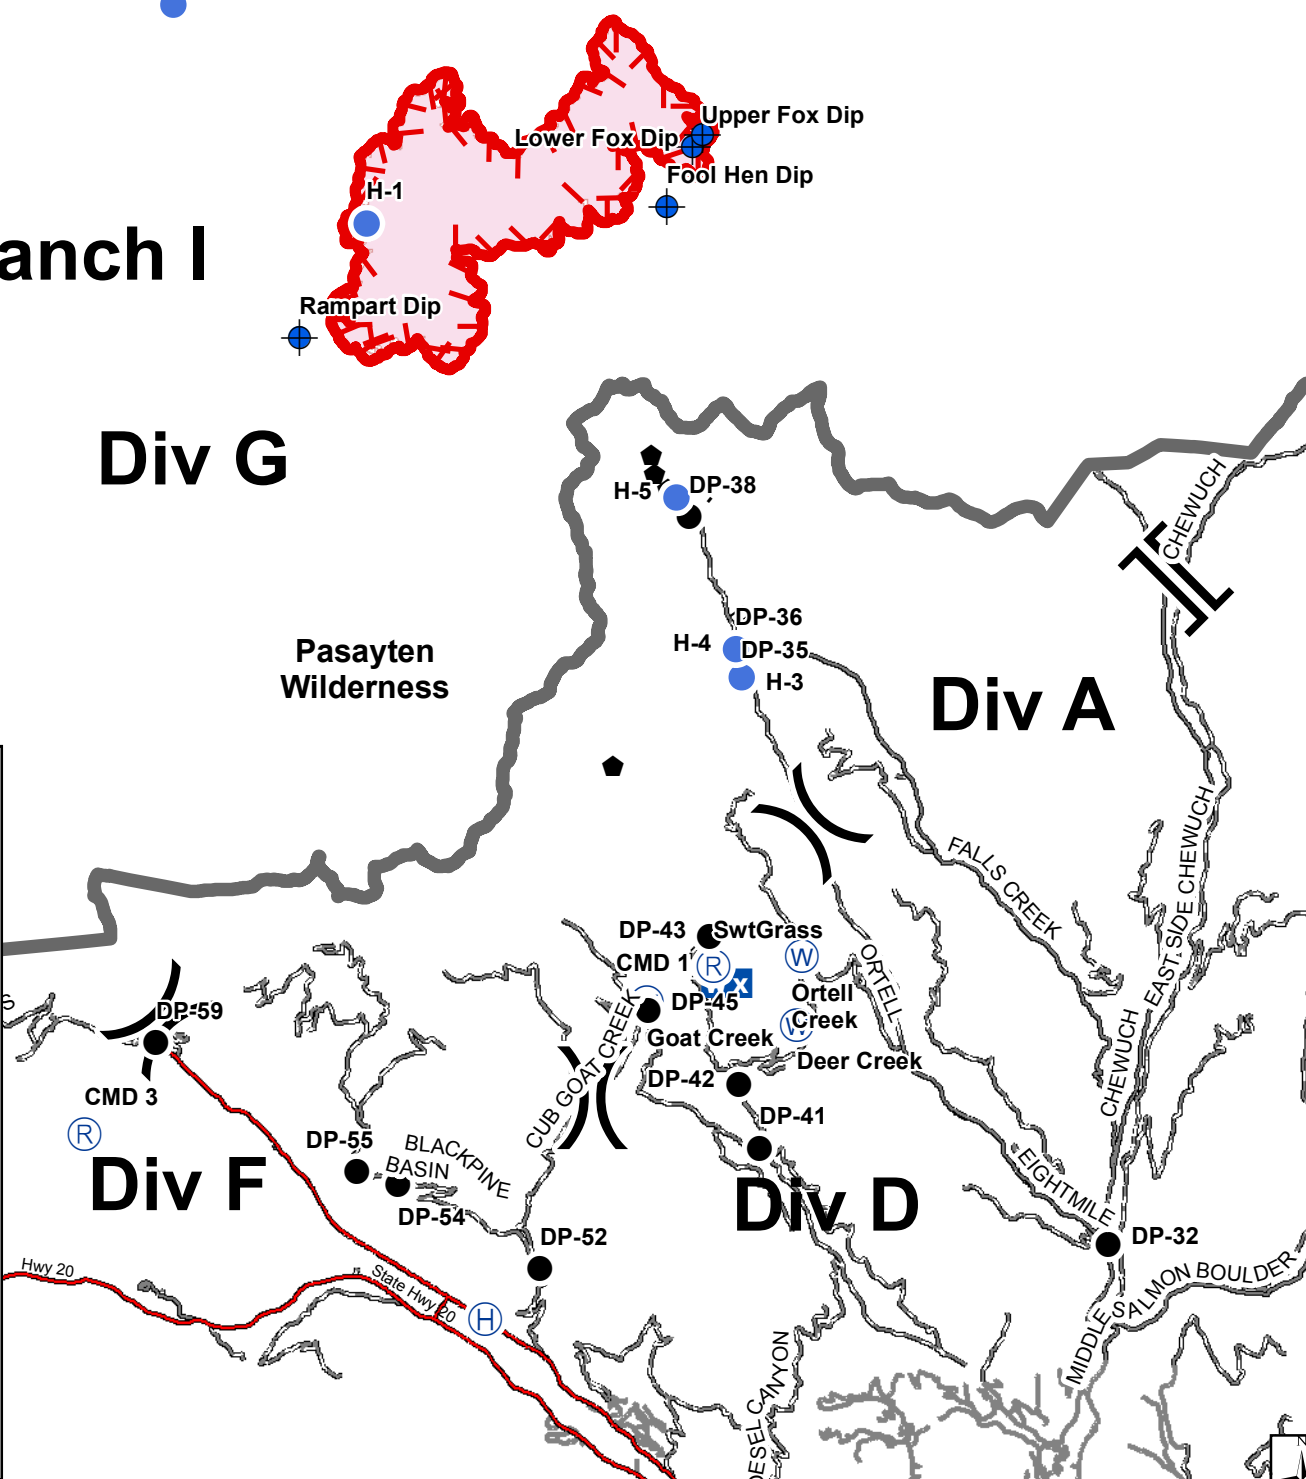 Upper Fox Dip
Lower Fox Dip
Fool Hen Dip
H-1
anch I
Rampart Dip
Div G
H-5
DP-38
CHEWUCH
DP-36
H-4
DP-35
H-3
Pasayten
Wilderness
Div A
FALLS CREEK
EAST SIDE CHEWUCH
DP-43
SwtGrass
CMD 1
R
W
x
ORTELL
DP-45
Ortell
Creek
W
Goat Creek
Deer Creek
S
DP-59
CMD 3
R
CUB GOAT CREEK
DP-42
CHEWUCH
DP-41
DP-55
BLACKPINE
BASIN
Div F
DP-54
Div D
EIGHTMILE
DP-32
DP-52
Hwy 20
State Hwy 20
H
SALMON BOULDER
MIDDLE
DESEL CANYON
N